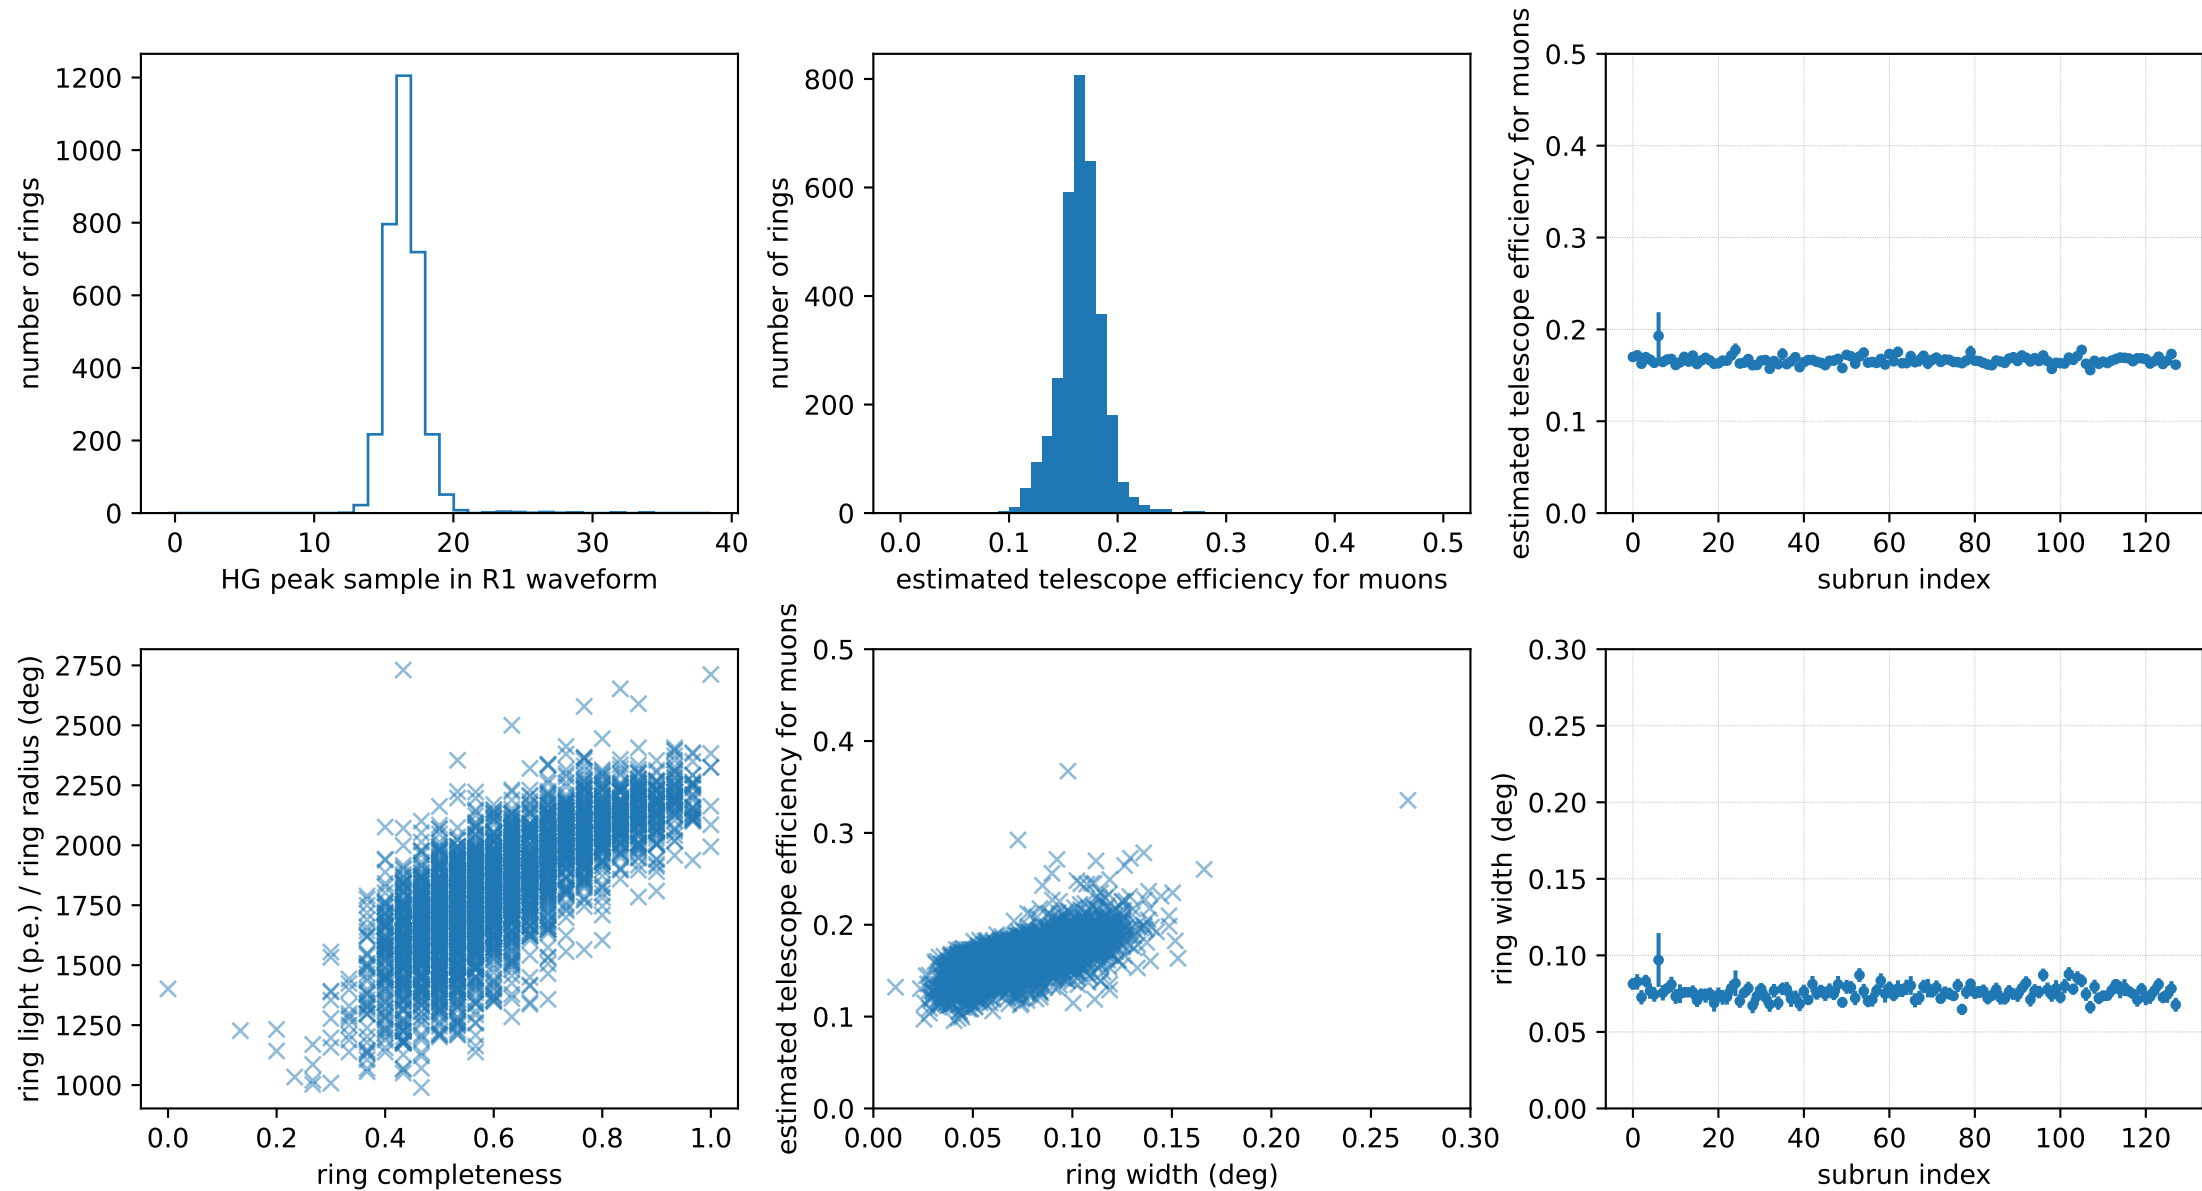 number of rings
1200
1000
800
600
400
200
0
0 10 20 30 40
HG peak sample in R1 waveform
number of rings
800
600
400
200
0
0.0 0.1 0.2 0.3 0.4 0.5
estimated telescope efficiency for muons
estimated telescope efficiency for muons
0.5
0.4
0.3
0.2
0.1
0.0
0 20 40 60 80 100 120
subrun index
ring light (p.e.) / ring radius (deg)
2750
2500
2250
2000
1750
1500
1250
1000
0.0 0.2 0.4 0.6 0.8 1.0
ring completeness
estimated telescope efficiency for muons
0.5
0.4
0.3
0.2
0.1
0.0
0.00 0.05 0.10 0.15 0.20 0.25 0.30
ring width (deg)
ring width (deg)
0.30
0.25
0.20
0.15
0.10
0.05
0.00
0 20 40 60 80 100 120
subrun index